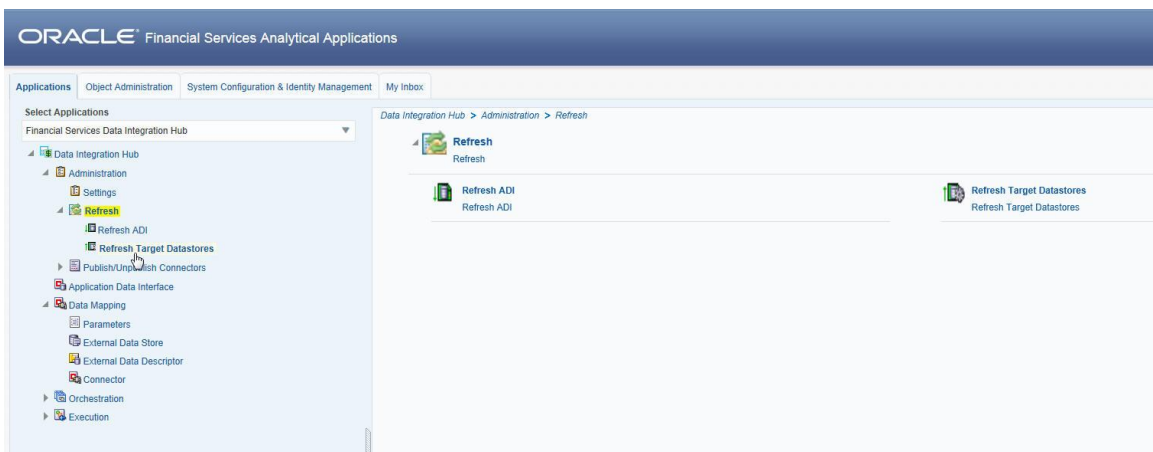 ORACLE® Financial Services Analytical Applications
Applications Object Administration System Configuration & Identity Management My Inbox
Select Applications
Financial Services Data Integration Hub
Data Integration Hub
Administration
Settings
Refresh
Refresh ADI
Refresh Target Datastores
Publish/Unpublish Connectors
Application Data Interface
Data Mapping
Parameters
External Data Store
External Data Descriptor
Connector
Orchestration
Execution
Data Integration Hub > Administration > Refresh
Refresh
Refresh
Refresh ADI
Refresh ADI
Refresh Target Datastores
Refresh Target Datastores